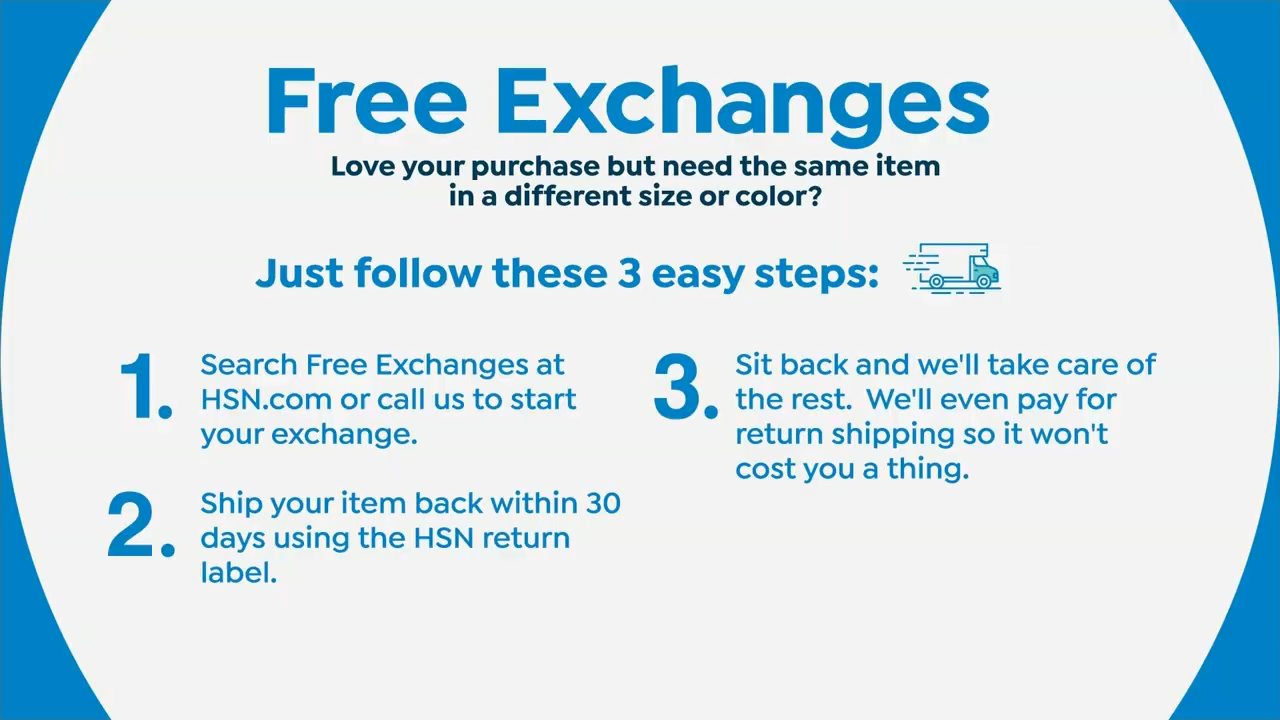 Free Exchanges
Love your purchase but need the same item
in a different size or color?
Just follow these 3 easy steps:
1. Search Free Exchanges at
HSN.com or call us to start
your exchange.
2. Ship your item back within 30
days using the HSN return
label.
3. Sit back and we'll take care of
the rest.  We'll even pay for
return shipping so it won't
cost you a thing.